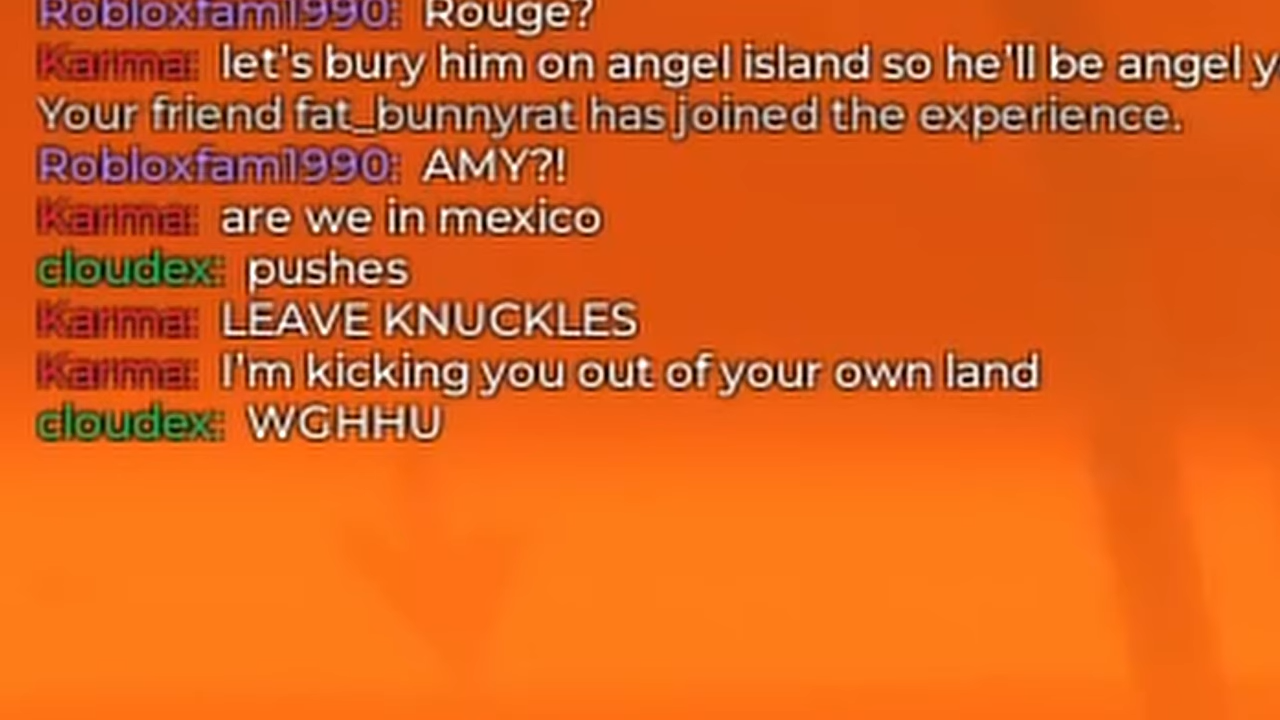 Robloxfam1990: Rouge?
Karma: let's bury him on angel island so he'll be angel y
Your friend fat_bunnyrat has joined the experience.
Robloxfam1990: AMY?!
Karma: are we in mexico
cloudex: pushes
Karma: LEAVE KNUCKLES
Karma: I'm kicking you out of your own land
cloudex: WGHHU